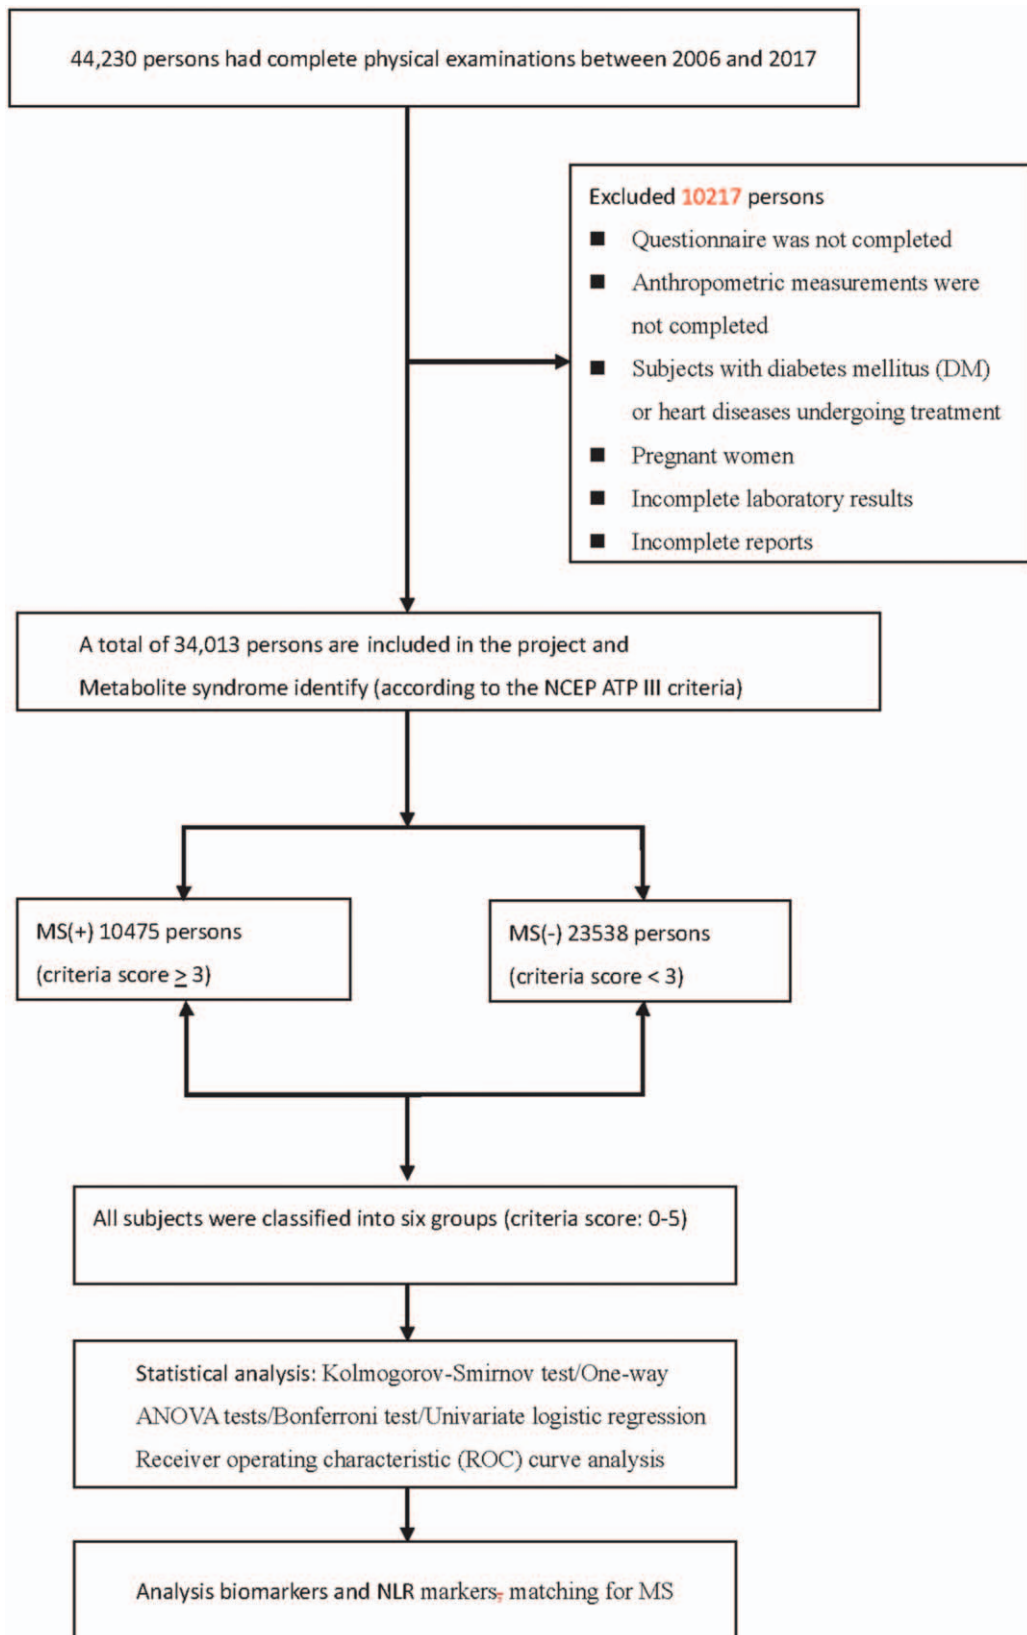 44,230 persons had complete physical examinations between 2006 and 2017
Excluded 10217 persons
■ Questionnaire was not completed
■ Anthropometric measurements were
not completed
■ Subjects with diabetes mellitus (DM)
or heart diseases undergoing treatment
■ Pregnant women
■ Incomplete laboratory results
■ Incomplete reports
A total of 34,013 persons are included in the project and
Metabolite syndrome identify (according to the NCEP ATP III criteria)
MS(+) 10475 persons
(criteria score ≥ 3)
MS(-) 23538 persons
(criteria score < 3)
All subjects were classified into six groups (criteria score: 0-5)
Statistical analysis: Kolmogorov-Smirnov test/One-way
ANOVA tests/Bonferroni test/Univariate logistic regression
Receiver operating characteristic (ROC) curve analysis
Analysis biomarkers and NLR markers, matching for MS